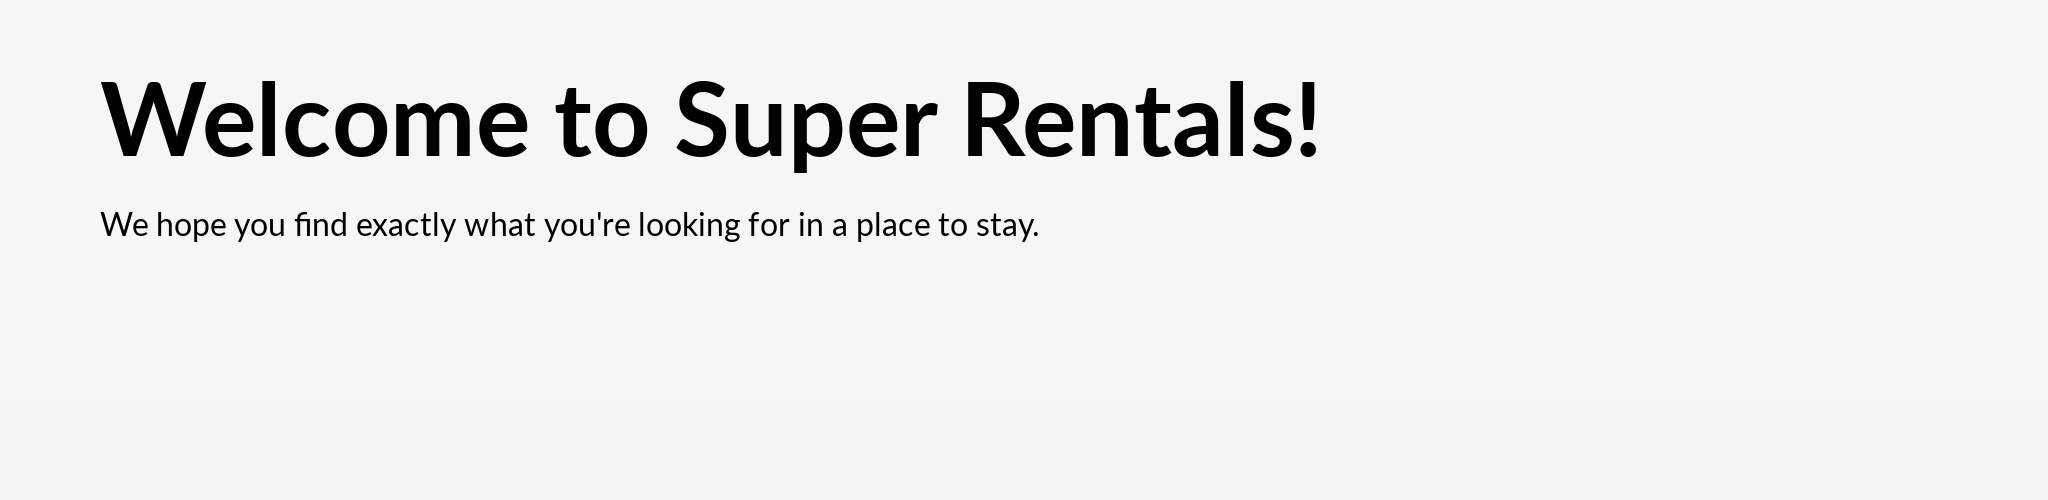 Welcome to Super Rentals!
We hope you find exactly what you're looking for in a place to stay.